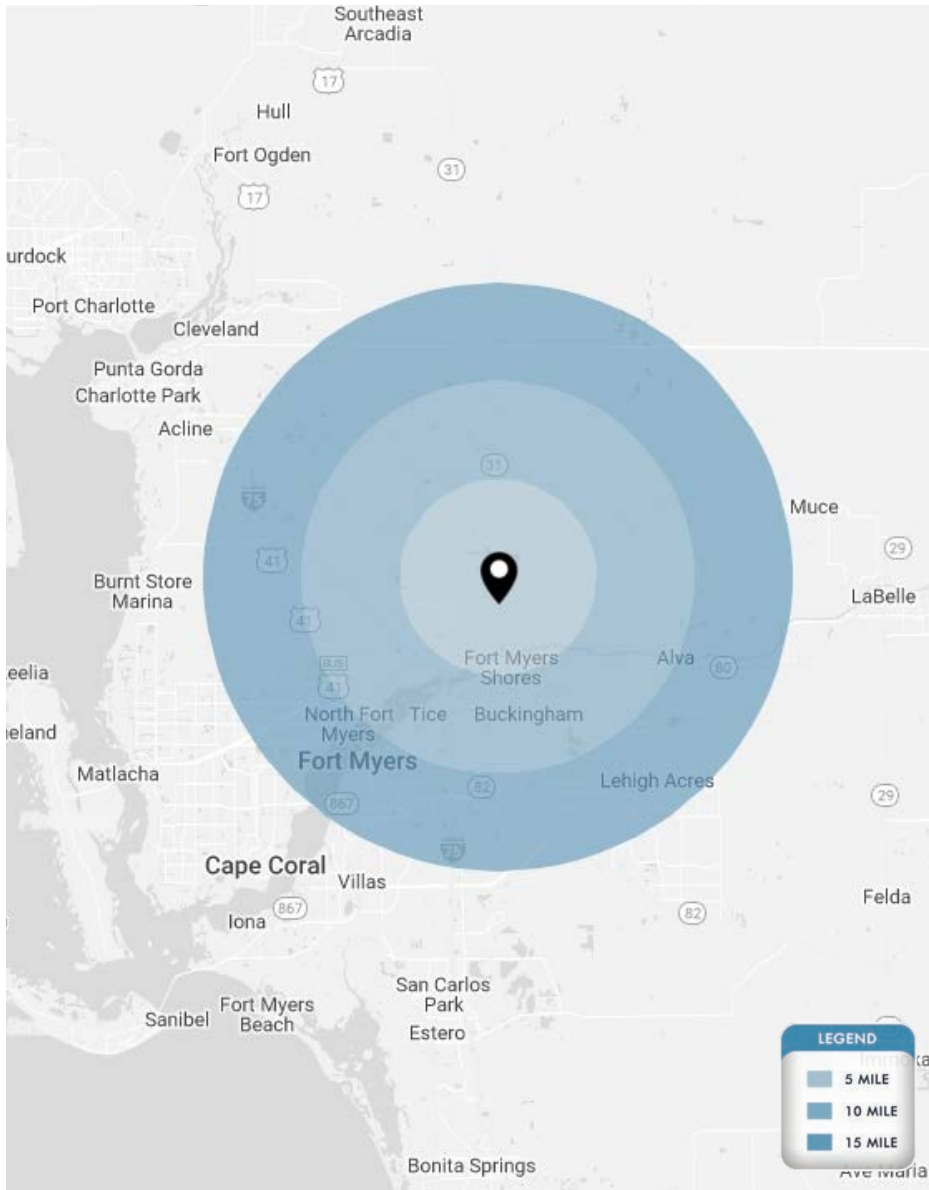 Southeast
Arcadia
17
Hull
Fort Ogden
31
17
urdock
Port Charlotte
Cleveland
Punta Gorda
Charlotte Park
Acline
31
75
Muce
41
29
Burnt Store
Marina
LaBelle
41
Fort Myers
Shores
Alva
80
eelia
BUS
41
North Fort
Myers
Tice
Buckingham
eland
Fort Myers
Matlacha
82
Lehigh Acres
867
29
75
Cape Coral
Villas
Felda
867
82
Iona
San Carlos
Park
Fort Myers
Beach
Sanibel
Estero
LEGEND
5 MILE
10 MILE
15 MILE
Bonita Springs
Ave Maria